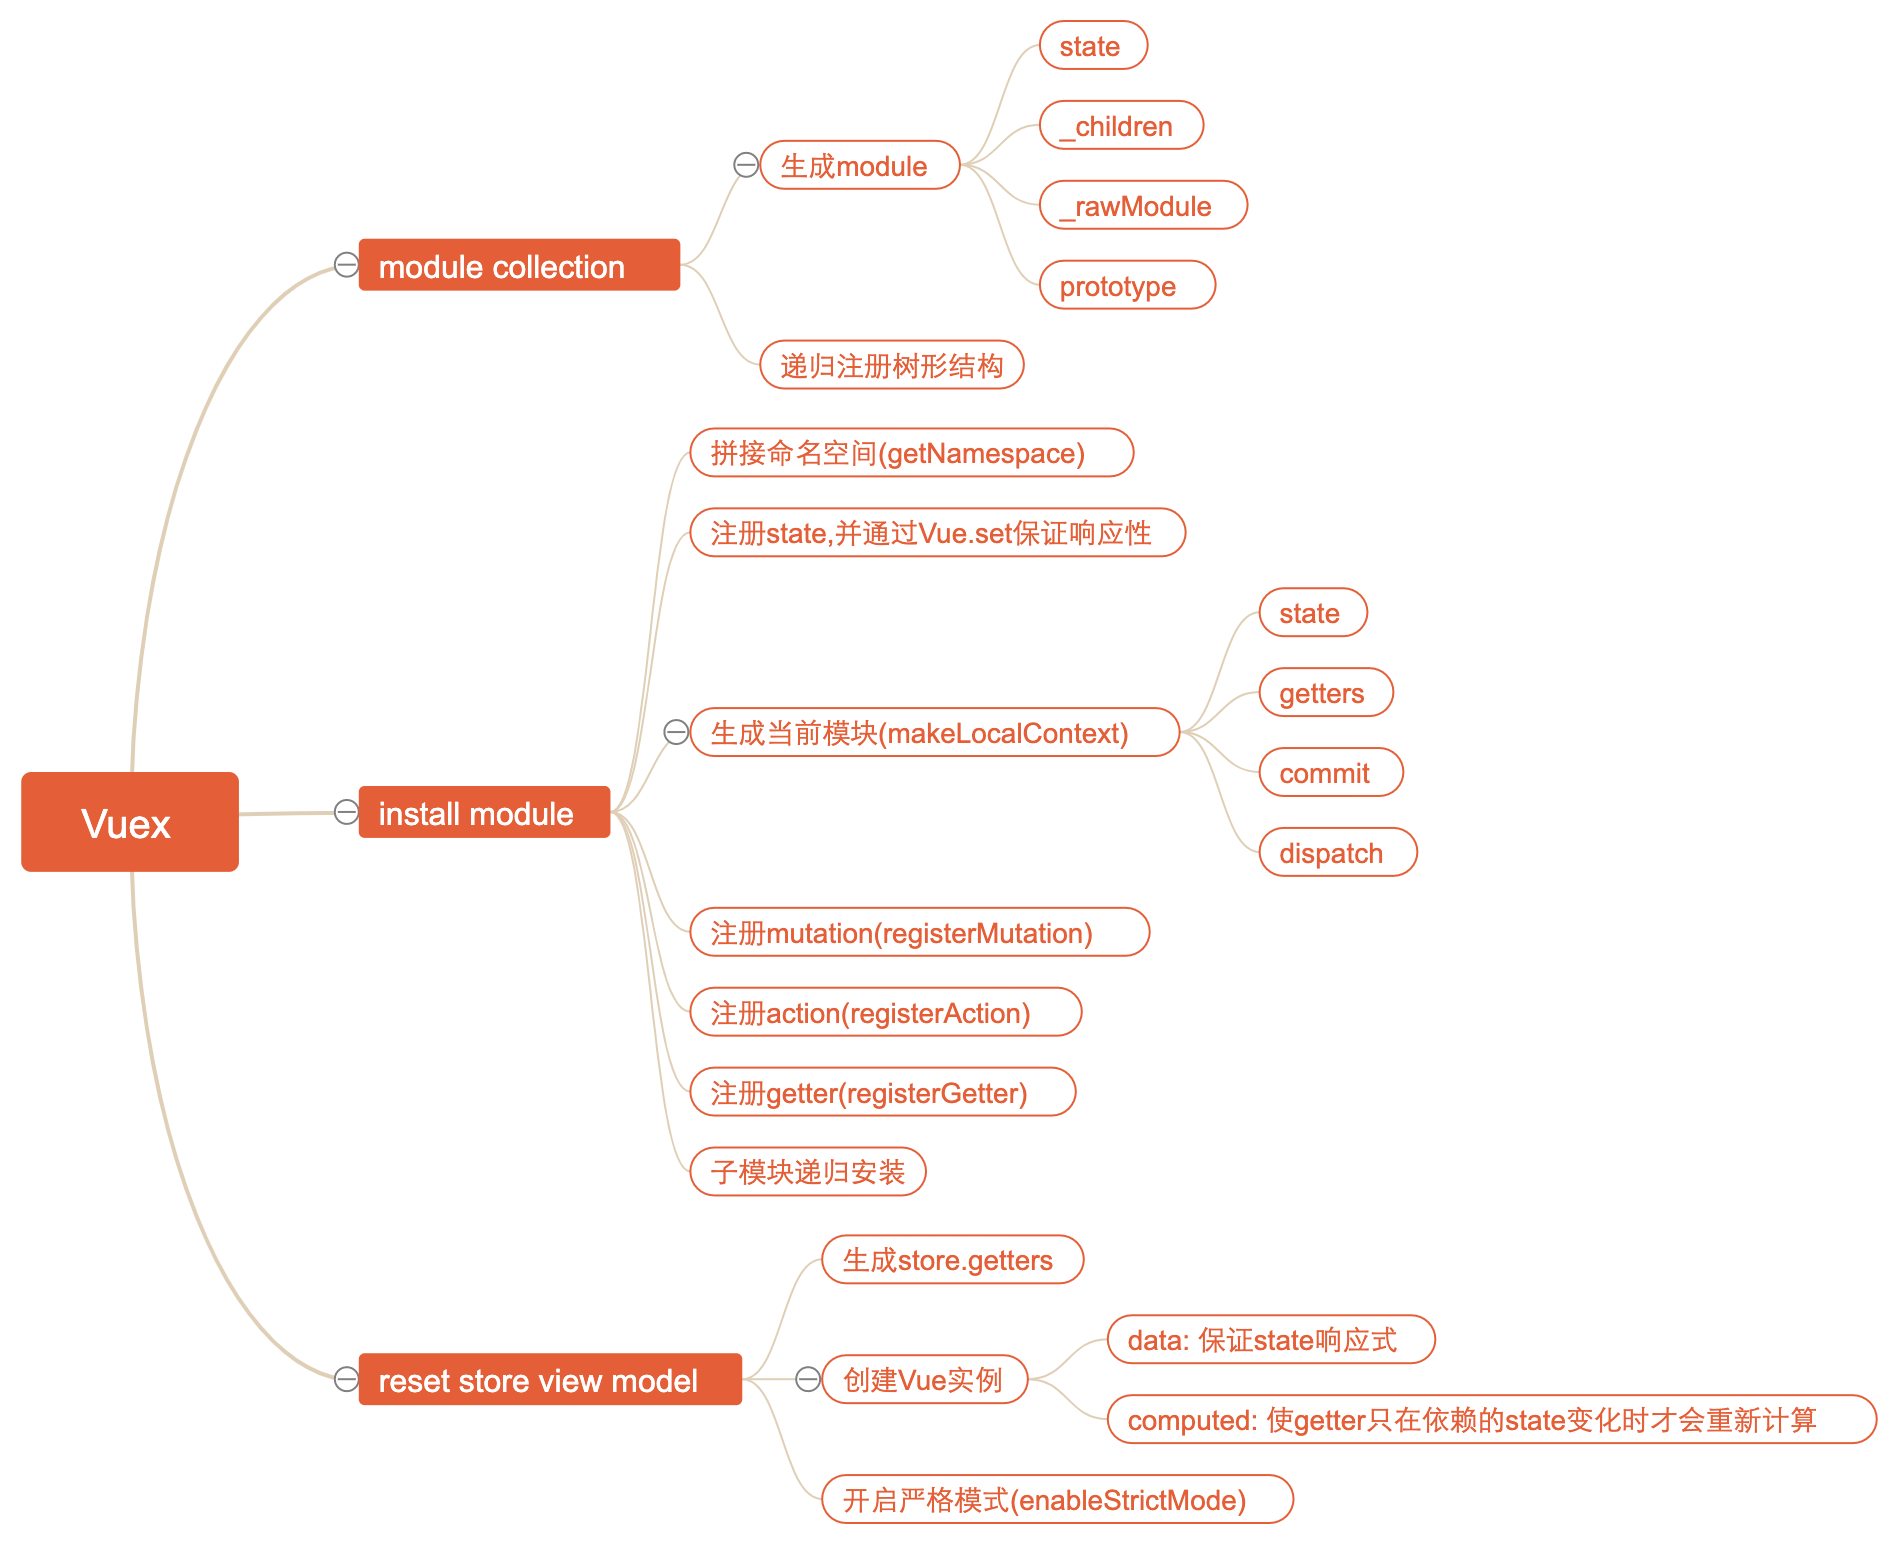 Vuex
module collection
生成module
state
_children
_rawModule
prototype
递归注册树形结构
install module
拼接命名空间(getNamespace)
注册state,并通过Vue.set保证响应性
生成当前模块(makeLocalContext)
state
getters
commit
dispatch
注册mutation(registerMutation)
注册action(registerAction)
注册getter(registerGetter)
子模块递归安装
reset store view model
生成store.getters
创建Vue实例
data: 保证state响应式
computed: 使getter只在依赖的state变化时才会重新计算
开启严格模式(enableStrictMode)